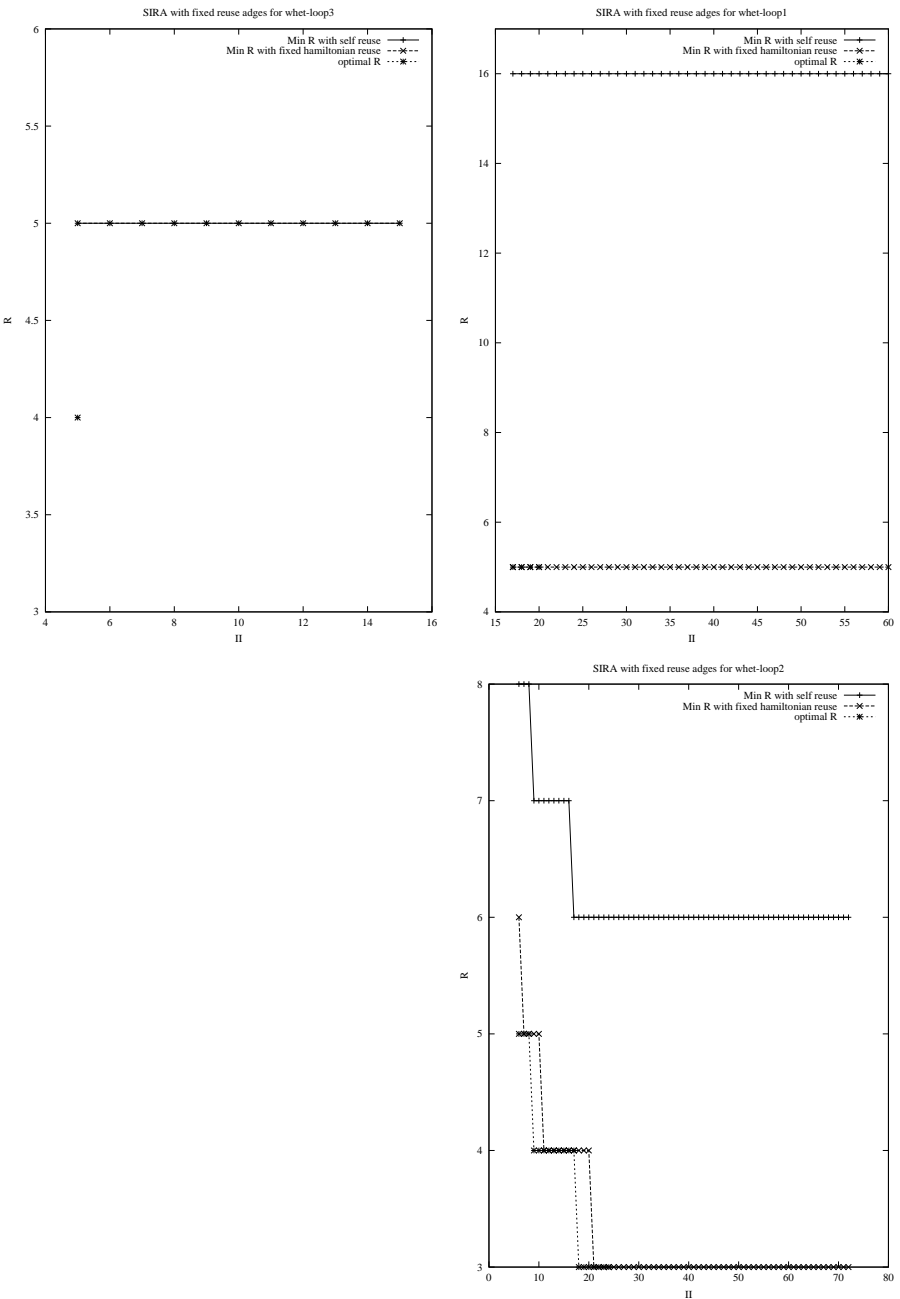 SIRA with fixed reuse adges for whet-loop3
Min R with self reuse
Min R with fixed hamiltonian reuse
optimal R
6
5.5
5
4.5
4
3.5
3
R
4 6 8 10 12 14 16
II
SIRA with fixed reuse adges for whet-loop1
Min R with self reuse
Min R with fixed hamiltonian reuse
optimal R
16
14
12
10
8
6
4
R
15 20 25 30 35 40 45 50 55 60
II
SIRA with fixed reuse adges for whet-loop2
Min R with self reuse
Min R with fixed hamiltonian reuse
optimal R
8
7
6
5
4
3
R
0 10 20 30 40 50 60 70 80
II